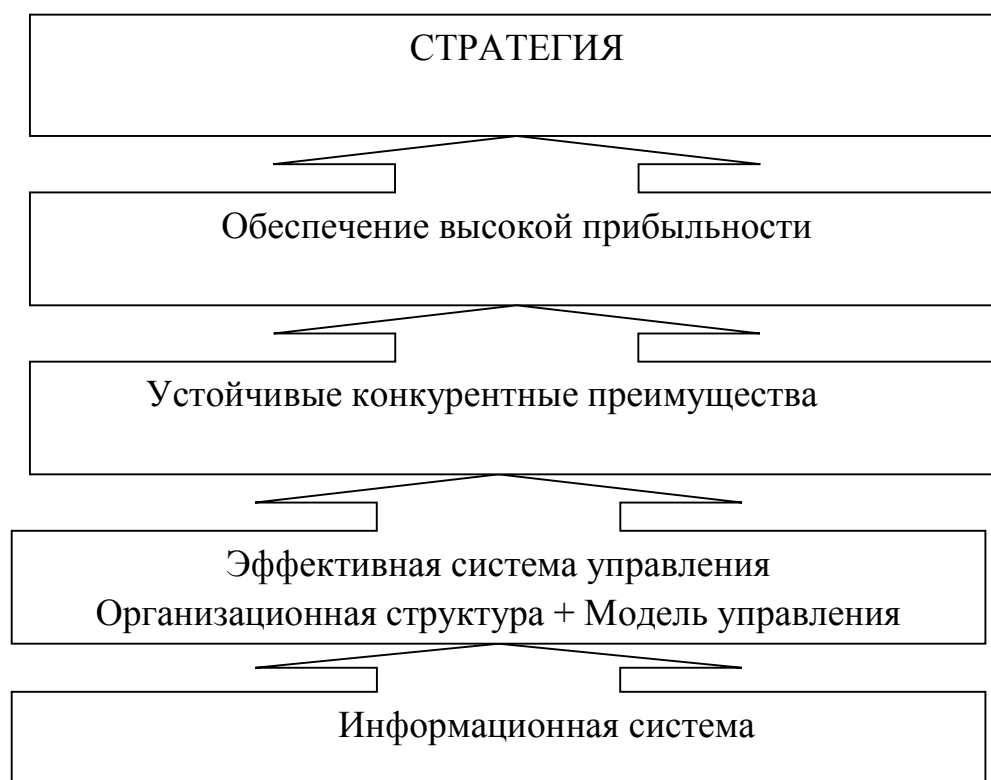 СТРАТЕГИЯ
Обеспечение высокой прибыльности
Устойчивые конкурентные преимущества
Эффективная система управления
Организационная структура + Модель управления
Информационная система